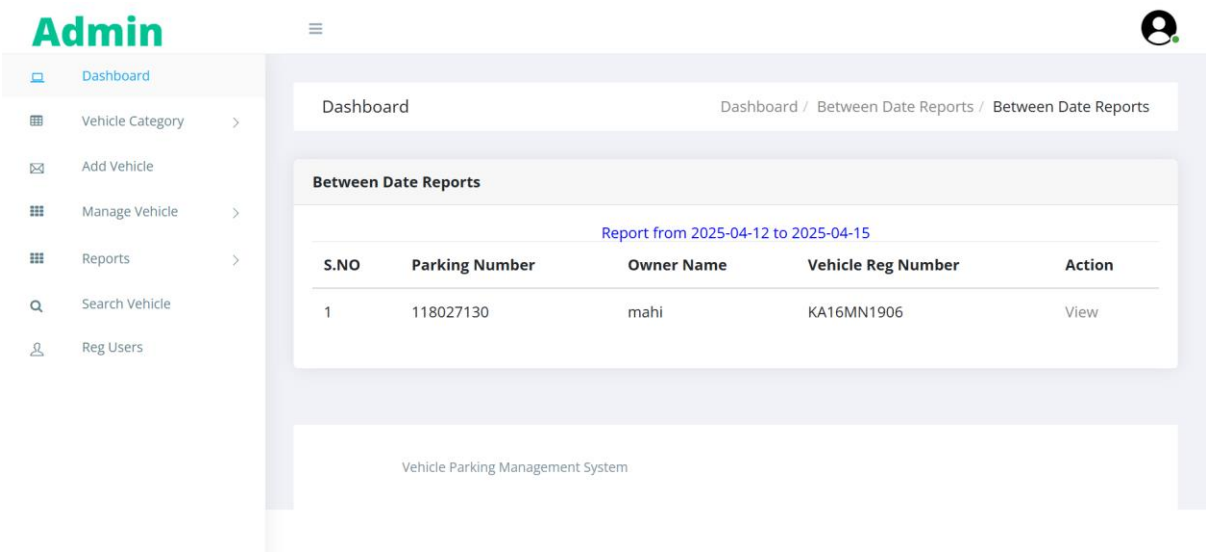 Admin
Dashboard
Vehicle Category
Add Vehicle
Manage Vehicle
Reports
Search Vehicle
Reg Users
Dashboard
Dashboard / Between Date Reports / Between Date Reports
Between Date Reports
Report from 2025-04-12 to 2025-04-15
S.NO Parking Number Owner Name Vehicle Reg Number Action
1 118027130 mahi KA16MN1906 View
Vehicle Parking Management System